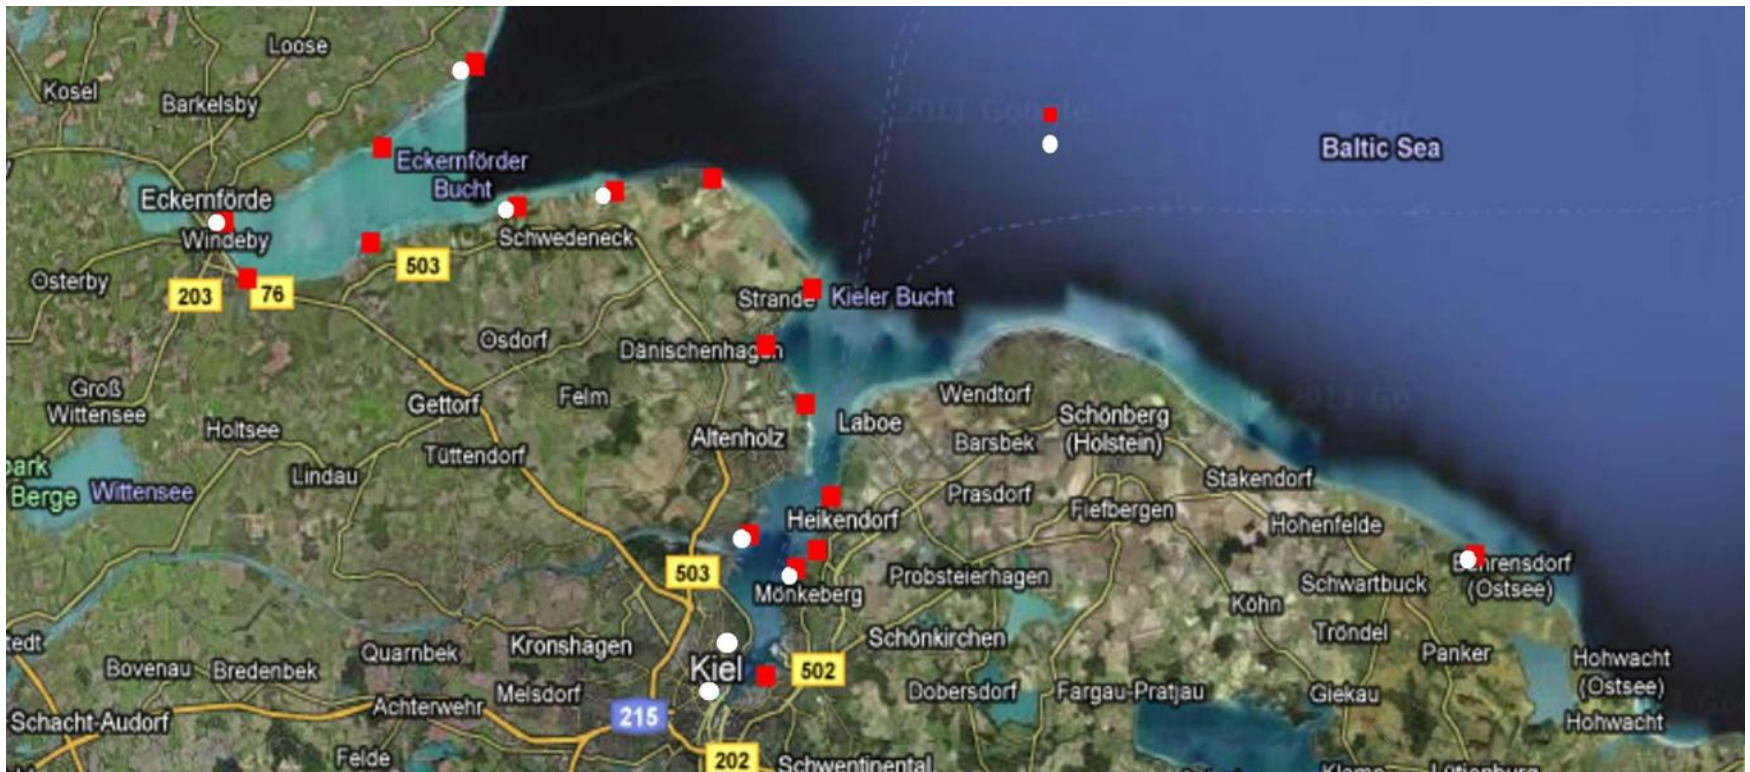 Loose
Kosel
Barkelsby
Eckernförder
Bucht
Baltic Sea
Eckernförde
Windeby
Schwedeneck
503
Osterby
203
76
Strande
Kieler Bucht
Osdorf
Dänischenhagen
Groß
Wittensee
Gettorf
Felm
Wendtorf
Schönberg
(Holstein)
Laboe
Holtsee
Altenholz
Barsbek
Tüttendorf
park
Berge
Wittensee
Lindau
Stakendorf
Prasdorf
Fiefbergen
Heikendorf
Hohenfelde
503
Probsteierhagen
Behrensdorf
(Ostsee)
Schwartbuck
Mönkeberg
Köhn
tedt
Quarnbek
Kronshagen
Schönkirchen
Tröndel
Panker
Bovenau
Bredenbek
Kiel
502
Hohwacht
(Ostsee)
Melsdorf
Dobersdorf
Fargau-Pratjau
Giekau
Achterwehr
215
Schacht-Audorf
Hohwacht
Felde
202
Schwentinental